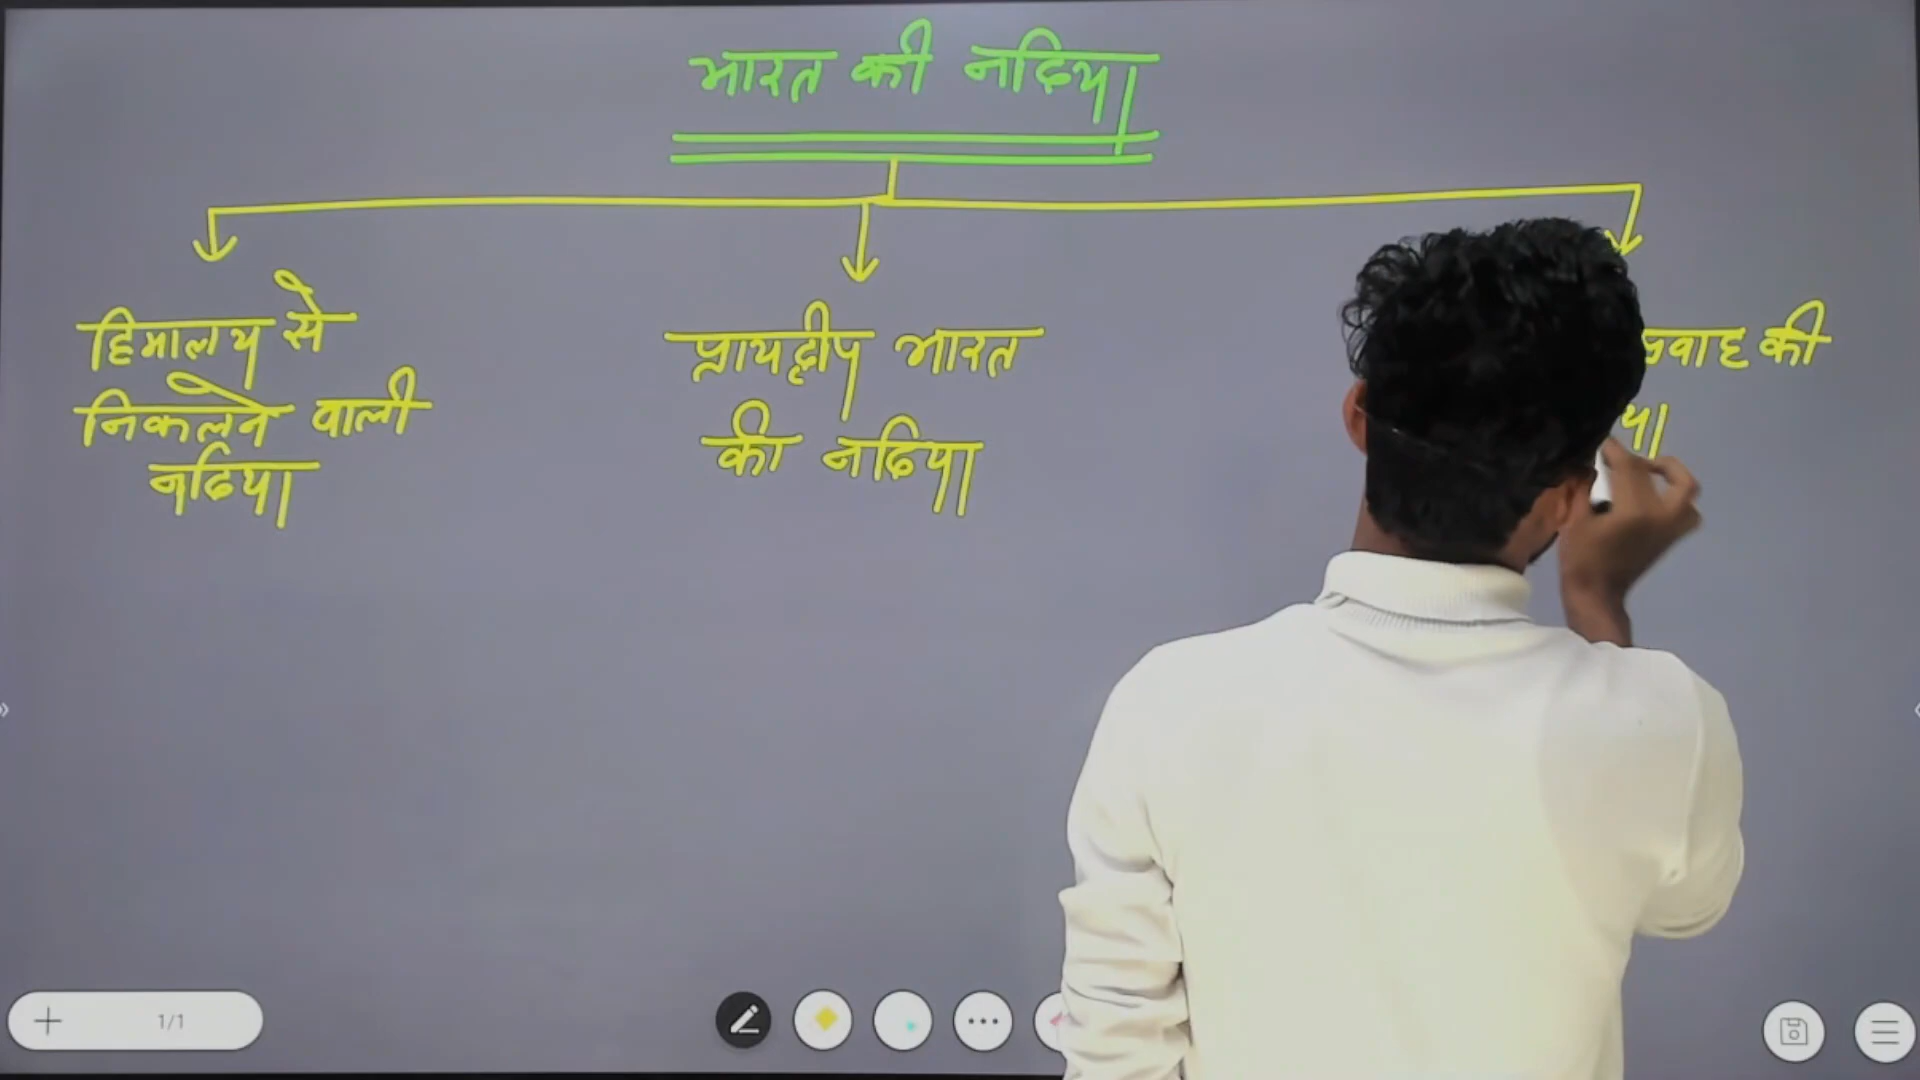 भारत की नदिया
हिमालय से
निकलने वाली
नदिया
प्रायद्वीप भारत
की नदिया
की
1/1